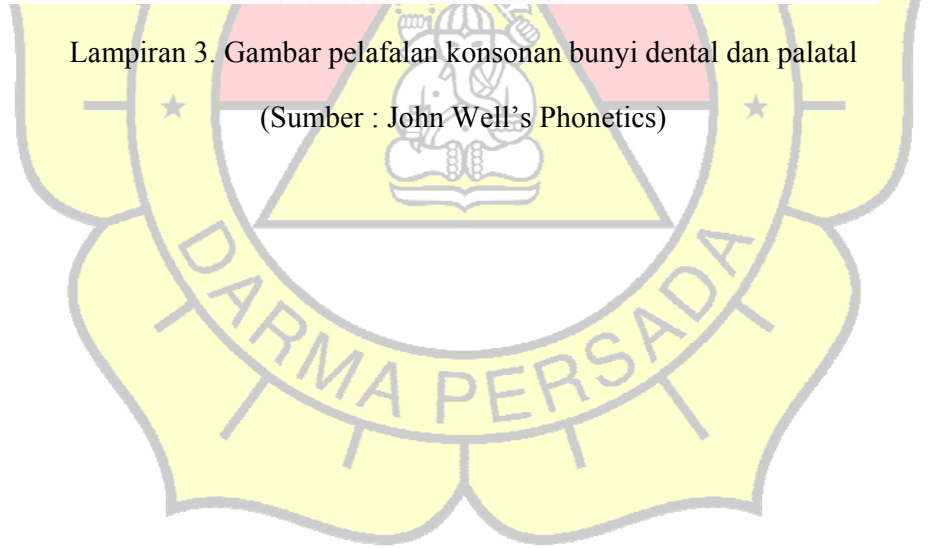 Lampiran 3. Gambar pelafalan konsonan bunyi dental dan palatal
(Sumber : John Well’s Phonetics)
DARMA PERSADA